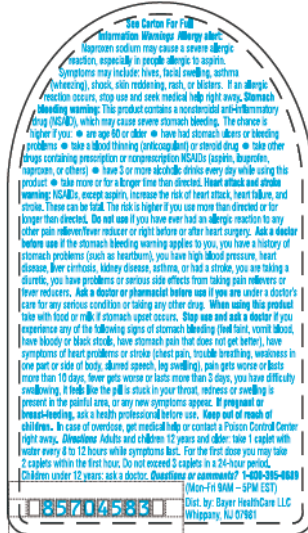 See Carton For Full
Information Warnings Allergy alert:
Naproxen sodium may cause a severe allergic
reaction, especially in people allergic to aspirin.
Symptoms may include: hives, facial swelling, asthma
(wheezing), shock, skin reddening, rash, or blisters. If an allergic
reaction occurs, stop use and seek medical help right away. Stomach
bleeding warning: This product contains a nonsteroidal anti-inflammatory
drug (NSAID), which may cause severe stomach bleeding. The chance is
higher if you: ● are age 60 or older ● have had stomach ulcers or bleeding
problems ● take a blood thinning (anticoagulant) or steroid drug ● take other
drugs containing prescription or nonprescription NSAIDs (aspirin, ibuprofen,
naproxen, or others) ● have 3 or more alcoholic drinks every day while using this
product ● take more or for a longer time than directed. Heart attack and stroke
warning: NSAIDs, except aspirin, increase the risk of heart attack, heart failure, and
stroke. These can be fatal. The risk is higher if you use more than directed or for
longer than directed. Do not use if you have ever had an allergic reaction to any
other pain reliever/fever reducer or right before or after heart surgery. Ask a doctor
before use if the stomach bleeding warning applies to you, you have a history of
stomach problems (such as heartburn), you have high blood pressure, heart
disease, liver cirrhosis, kidney disease, asthma, or had a stroke, you are taking a
diuretic, you have problems or serious side effects from taking pain relievers or
fever reducers. Ask a doctor or pharmacist before use if you are under a doctor's
care for any serious condition or taking any other drug. When using this product
take with food or milk if stomach upset occurs. Stop use and ask a doctor if you
experience any of the following signs of stomach bleeding (feel faint, vomit blood,
have bloody or black stools, have stomach pain that does not get better), have
symptoms of heart problems or stroke (chest pain, trouble breathing, weakness in
one part or side of body, slurred speech, leg swelling), pain gets worse or lasts
more than 10 days, fever gets worse or lasts more than 3 days, you have difficulty
swallowing, it feels like the pill is stuck in your throat, redness or swelling is
present in the painful area, or any new symptoms appear. If pregnant or
breast-feeding, ask a health professional before use. Keep out of reach of
children. In case of overdose, get medical help or contact a Poison Control Center
right away. Directions Adults and children 12 years and older: take 1 caplet with
water every 8 to 12 hours while symptoms last. For the first dose you may take
2 caplets within the first hour. Do not exceed 3 caplets in a 24-hour period.
Children under 12 years: ask a doctor. Questions or comments? 1-800-395-0689
(Mon-Fri 9AM – 5PM EST)
Dist. by: Bayer HealthCare LLC
Whippany, NJ 07981
85704583